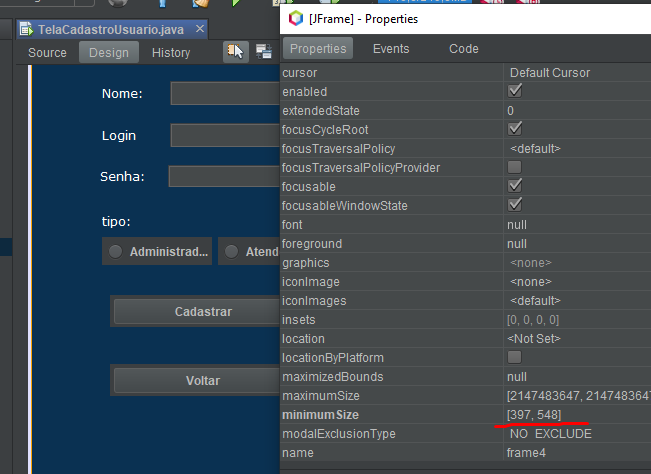 [JFrame] - Properties
TelaCadastroUsuario.java
Source Design History
Nome:
Login
Senha:
tipo:
Administrad...
Atend
Cadastrar
Voltar
Properties Events Code
cursor Default Cursor
enabled
extendedState 0
focusCycleRoot
focusTraversalPolicy <default>
focusTraversalPolicyProvider
focusable
focusableWindowState
font null
foreground null
graphics <none>
iconImage <none>
iconImages <default>
insets [0, 0, 0, 0]
location <Not Set>
locationByPlatform
maximizedBounds null
maximumSize [2147483647, 2147483647
minimumSize [397, 548]
modalExclusionType NO_EXCLUDE
name frame4